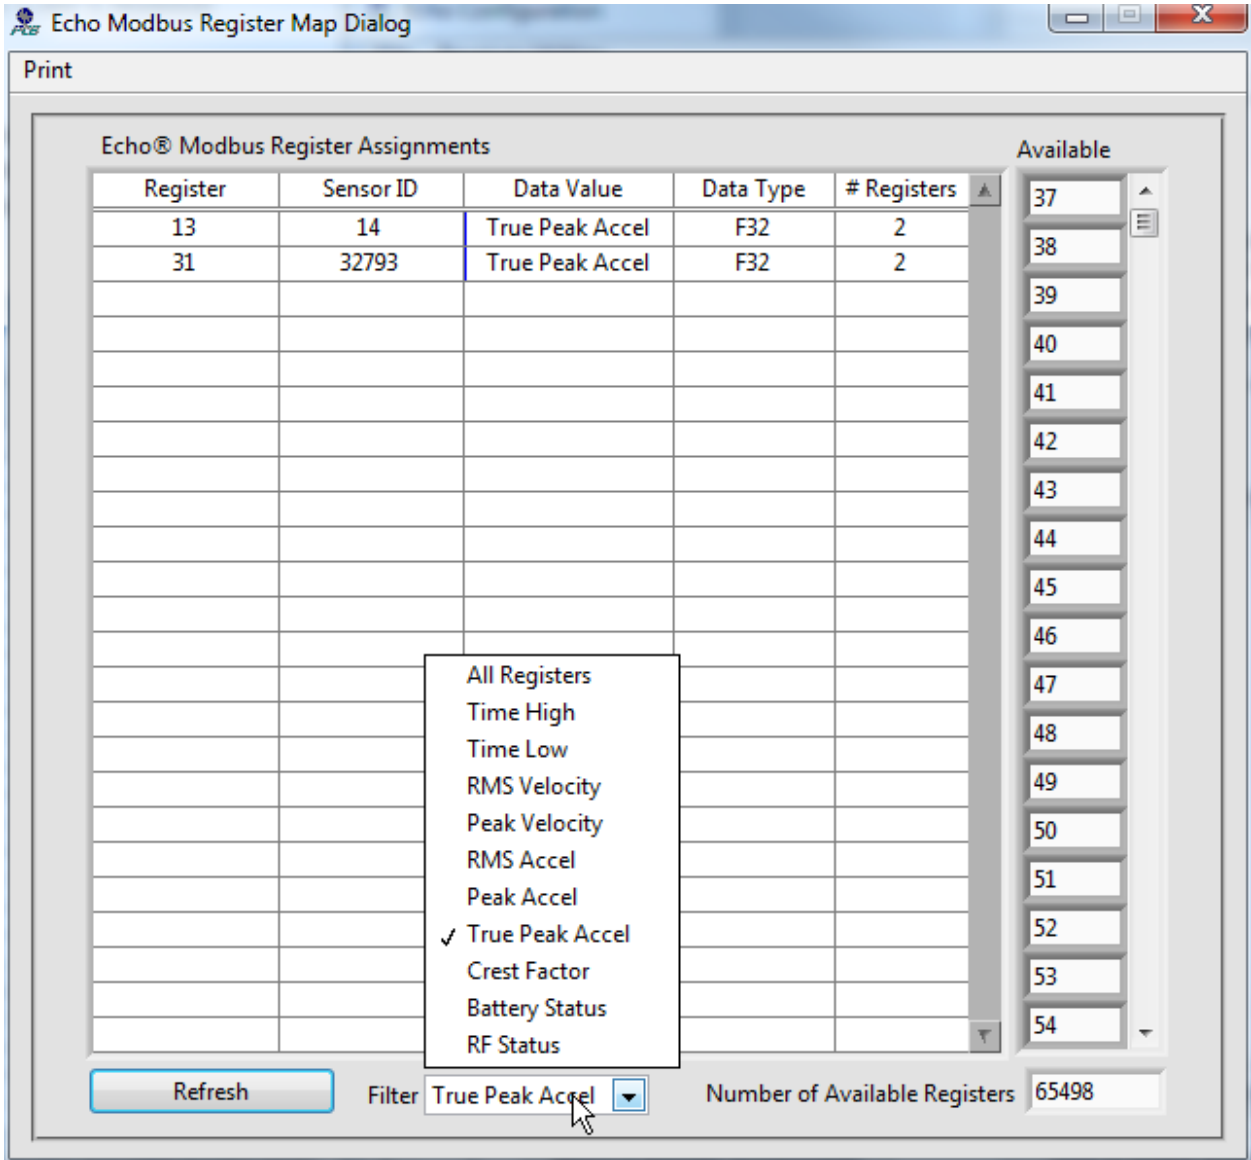 Echo Modbus Register Map Dialog
Print
Echo® Modbus Register Assignments
Available
Register Sensor ID Data Value Data Type # Registers
13 14 True Peak Accel F32 2
31 32793 True Peak Accel F32 2
37
38
39
40
41
42
43
44
45
46
47
48
49
50
51
52
53
54
All Registers
Time High
Time Low
RMS Velocity
Peak Velocity
RMS Accel
Peak Accel
✓ True Peak Accel
Crest Factor
Battery Status
RF Status
Refresh Filter True Peak Accel Number of Available Registers 65498